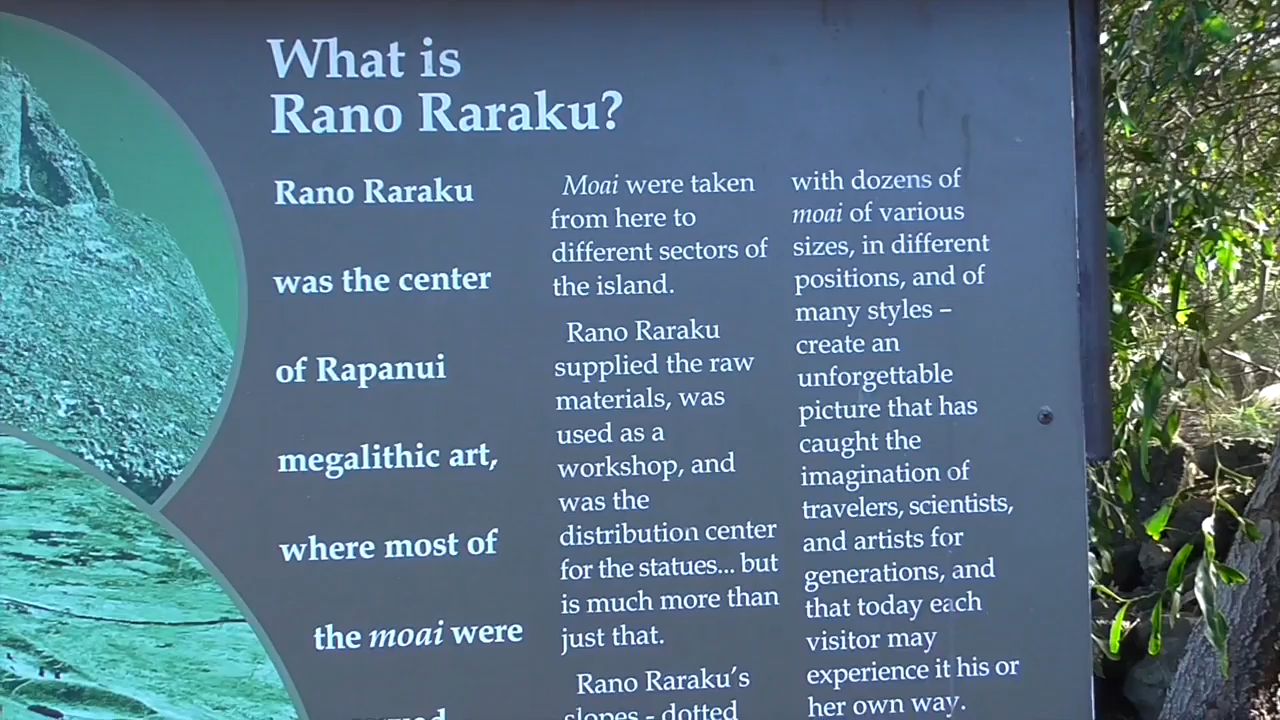 What is
Rano Raraku?
Rano Raraku
was the center
of Rapanui
megalithic art,
where most of
the moai were
Moai were taken
from here to
different sectors of
the island.
Rano Raraku
supplied the raw
materials, was
used as a
workshop, and
was the
distribution center
for the statues... but
is much more than
just that.
Rano Raraku's
slopes - dotted
with dozens of
moai of various
sizes, in different
positions, and of
many styles –
create an
unforgettable
picture that has
caught the
imagination of
travelers, scientists,
and artists for
generations, and
that today each
visitor may
experience it his or
her own way.